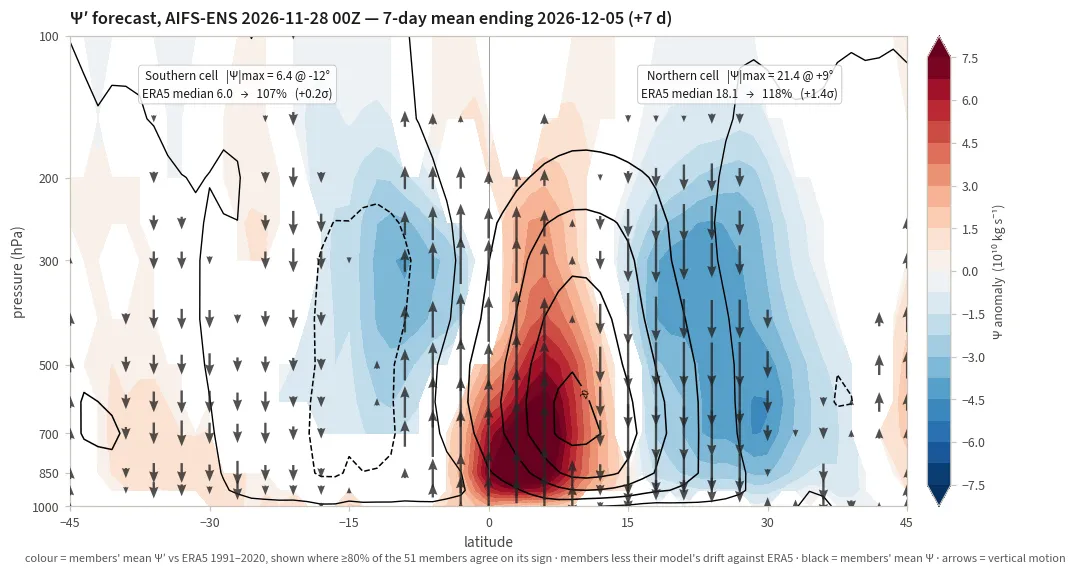 Ψ′ forecast, AIFS-ENS 2026-11-28 00Z — 7-day mean ending 2026-12-05 (+7 d)
Southern cell |Ψ|max = 6.4 @ -12°
ERA5 median 6.0 → 107% (+0.2σ)
Northern cell |Ψ|max = 21.4 @ +9°
ERA5 median 18.1 → 118% (+1.4σ)
100
200
300
500
700
850
1000
pressure (hPa)
20
−45
−30
−15
0
15
30
45
latitude
7.5
6.0
4.5
3.0
1.5
0.0
−1.5
−3.0
−4.5
−6.0
−7.5
Ψ anomaly (10¹⁰ kg s⁻¹)
colour = members' mean Ψ′ vs ERA5 1991–2020, shown where ≥80% of the 51 members agree on its sign · members less their model's drift against ERA5 · black = members' mean Ψ · arrows = vertical motion